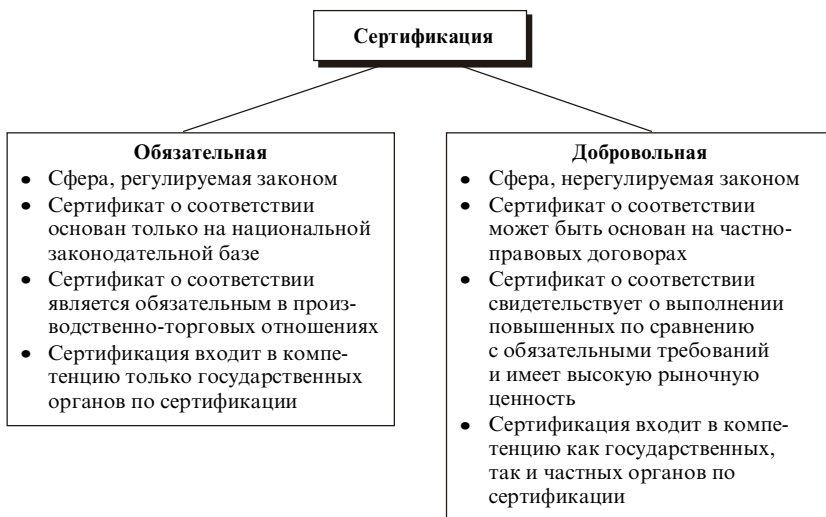 Сертификация
Обязательная
• Сфера, регулируемая законом
• Сертификат о соответствии
основан только на национальной
законодательной базе
• Сертификат о соответствии
является обязательным в произ-
водственно-торговых отношениях
• Сертификация входит в компе-
тенцию только государственных
органов по сертификации
Добровольная
• Сфера, нерегулируемая законом
• Сертификат о соответствии
может быть основан на частно-
правовых договорах
• Сертификат о соответствии
свидетельствует о выполнении
повышенных по сравнению
с обязательными требований
и имеет высокую рыночную
ценность
• Сертификация входит в компе-
тенцию как государственных,
так и частных органов по
сертификации